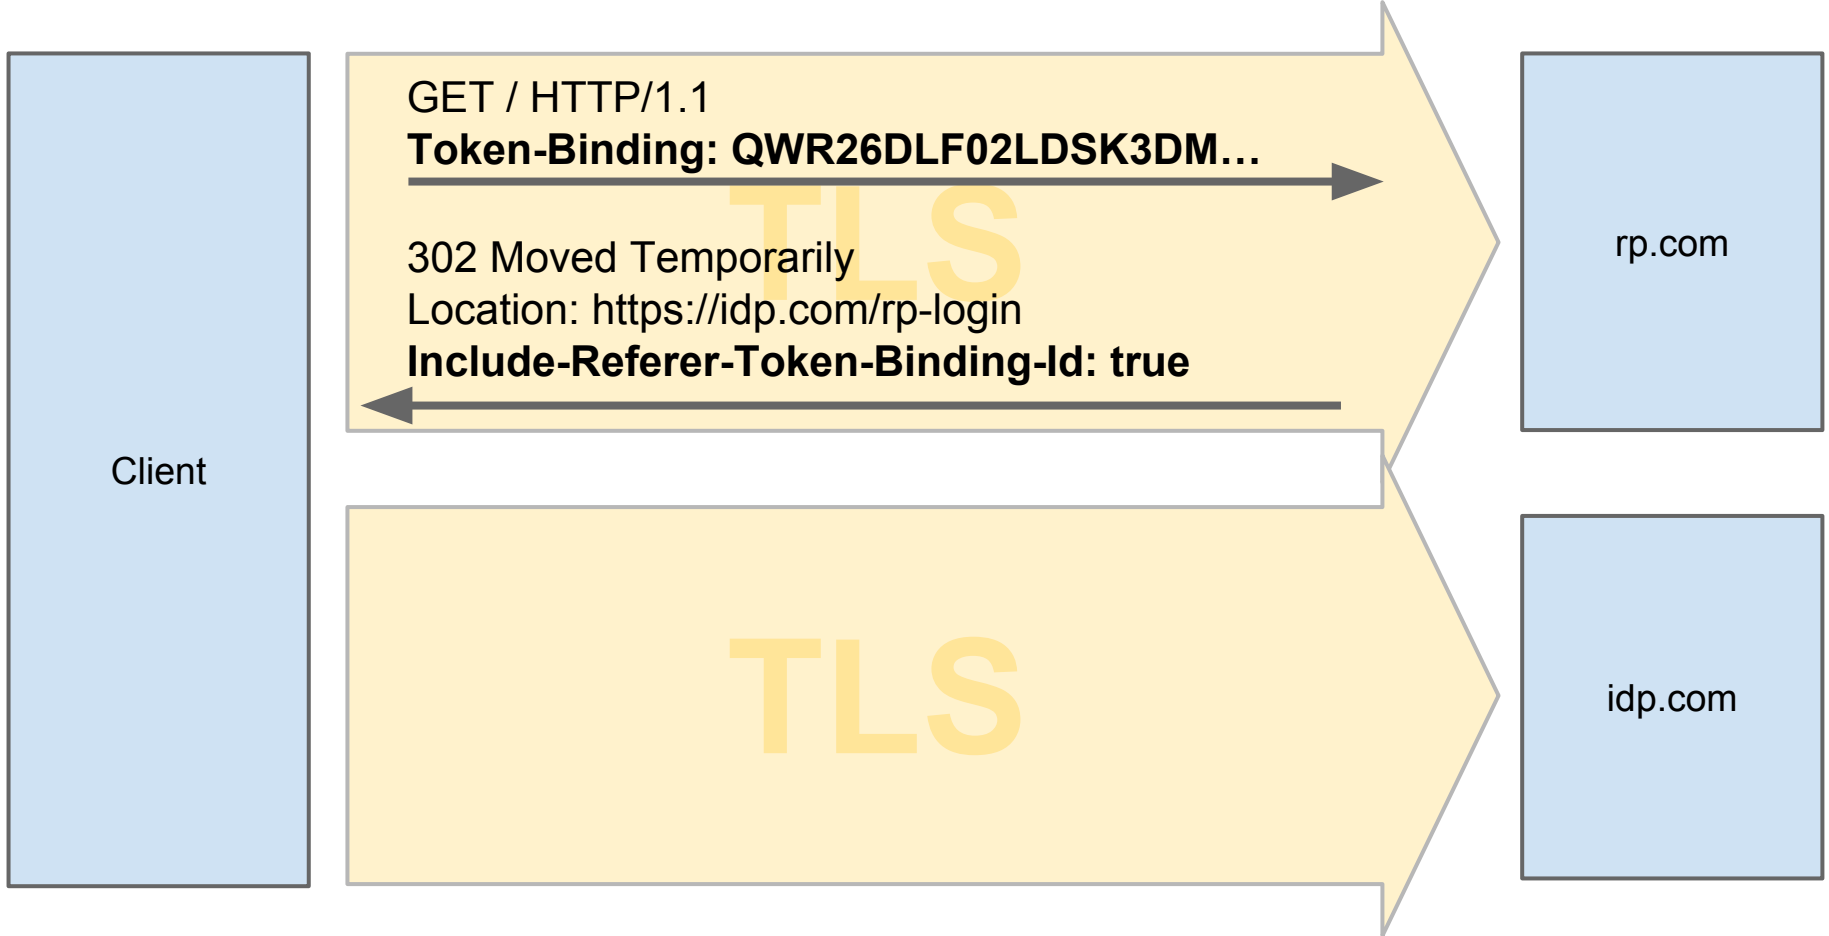 Client
GET / HTTP/1.1
Token-Binding: QWR26DLF02LDSK3DM…
TLS
302 Moved Temporarily
Location: https://idp.com/rp-login
Include-Referer-Token-Binding-Id: true
rp.com
TLS
idp.com